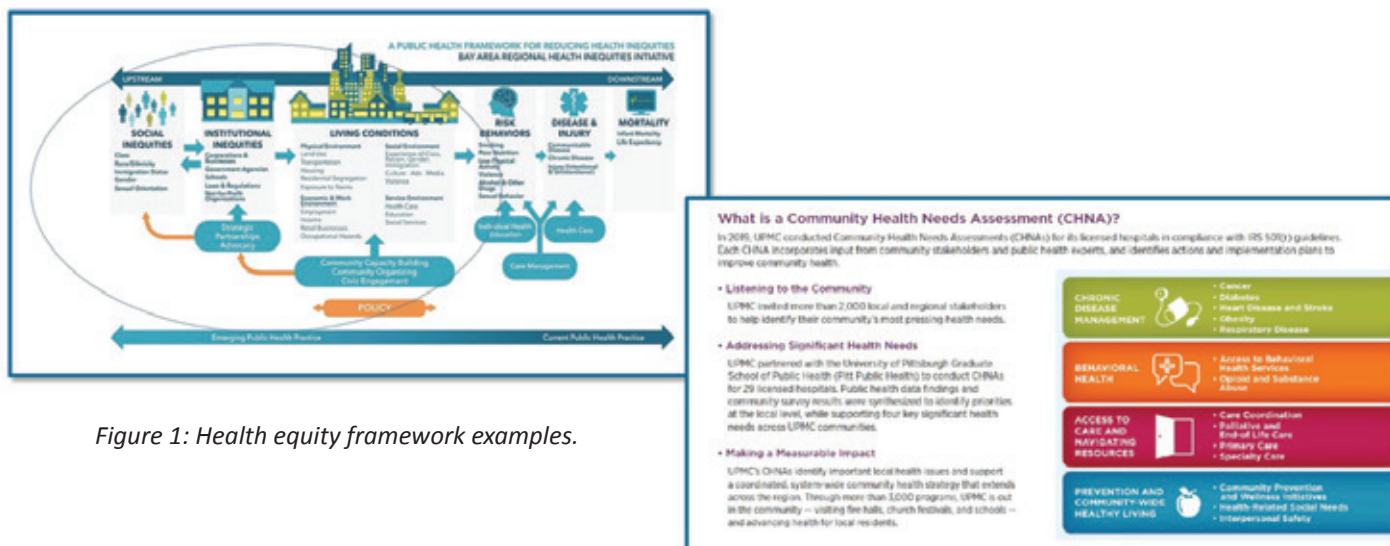 A PUBLIC HEALTH FRAMEWORK FOR REDUCING HEALTH INEQUITIES
BAY AREA REGIONAL HEALTH INEQUITIES INTIATIVE
UPSTREAM
DOWNSTREAM
SOCIAL
INEQUITIES
Class
Race/Ethnicity
Immigration Status
Gender
Sexual Orientation
INSTITUTIONAL
INEQUITIES
Corporations &
Businesses
Government Agencies
Schools
Laws & Regulations
Not-for-Profit
Organizations
LIVING CONDITIONS
Physical Environment
Land Use
Transportation
Housing
Residential Segregation
Exposure to Toxins
Economic & Work
Environment
Employment
Income
Retail Businesses
Occupational Hazards
Social Environment
Experience of Class,
Racism, Gender,
Immigration
Culture Ads Media
Violence
Service Environment
Health Care
Education
Social Services
RISK
BEHAVIORS
Smoking
Poor Nutrition
Low Physical
Activity
Violence
Alcohol & Other
Drugs
Sexual Behavior
DISEASE &
INJURY
Communicable
Disease
Chronic Disease
Injury (Intentional
& Unintentional)
MORTALITY
Infant Mortality
Life Expectancy
Strategic
Partnerships
Advocacy
Community Capacity Building
Community Organizing
Civic Engagement
Individual Health
Education
Health Care
Case Management
POLICY
Emerging Public Health Practice
Current Public Health Practice
Figure 1: Health equity framework examples.
What is a Community Health Needs Assessment (CHNA)?
In 2019, UPMC conducted Community Health Needs Assessments (CHNAs) for its licensed hospitals in compliance with IRS 501(r) guidelines.
Each CHNA incorporates input from community stakeholders and public health experts, and identifies actions and implementation plans to
improve community health.
• Listening to the Community
UPMC invited more than 2,000 local and regional stakeholders
to help identify their community's most pressing health needs.
• Addressing Significant Health Needs
UPMC partnered with the University of Pittsburgh Graduate
School of Public Health (Pitt Public Health) to conduct CHNAs
for 29 licensed hospitals. Public health data findings and
community survey results were synthesized to identify priorities
at the local level, while supporting four key significant health
needs across UPMC communities.
• Making a Measurable Impact
UPMC's CHNAs identify important local health issues and support
a coordinated, system-wide community health strategy that extends
across the region. Through more than 3,000 programs, UPMC is out
in the community — visiting fire halls, church festivals, and schools —
and advancing health for local residents.
CHRONIC
DISEASE
MANAGEMENT
• Cancer
• Diabetes
• Heart Disease and Stroke
• Obesity
• Respiratory Disease
BEHAVIORAL
HEALTH
• Access to Behavioral
Health Services
• Opioid and Substance
Abuse
ACCESS TO
CARE AND
NAVIGATING
RESOURCES
• Care Coordination
• Palliative and
End-of Life Care
• Primary Care
• Specialty Care
PREVENTION AND
COMMUNITY-WIDE
HEALTHY LIVING
• Community Prevention
and Wellness Initiatives
• Health-Related Social Needs
• Interpersonal Safety